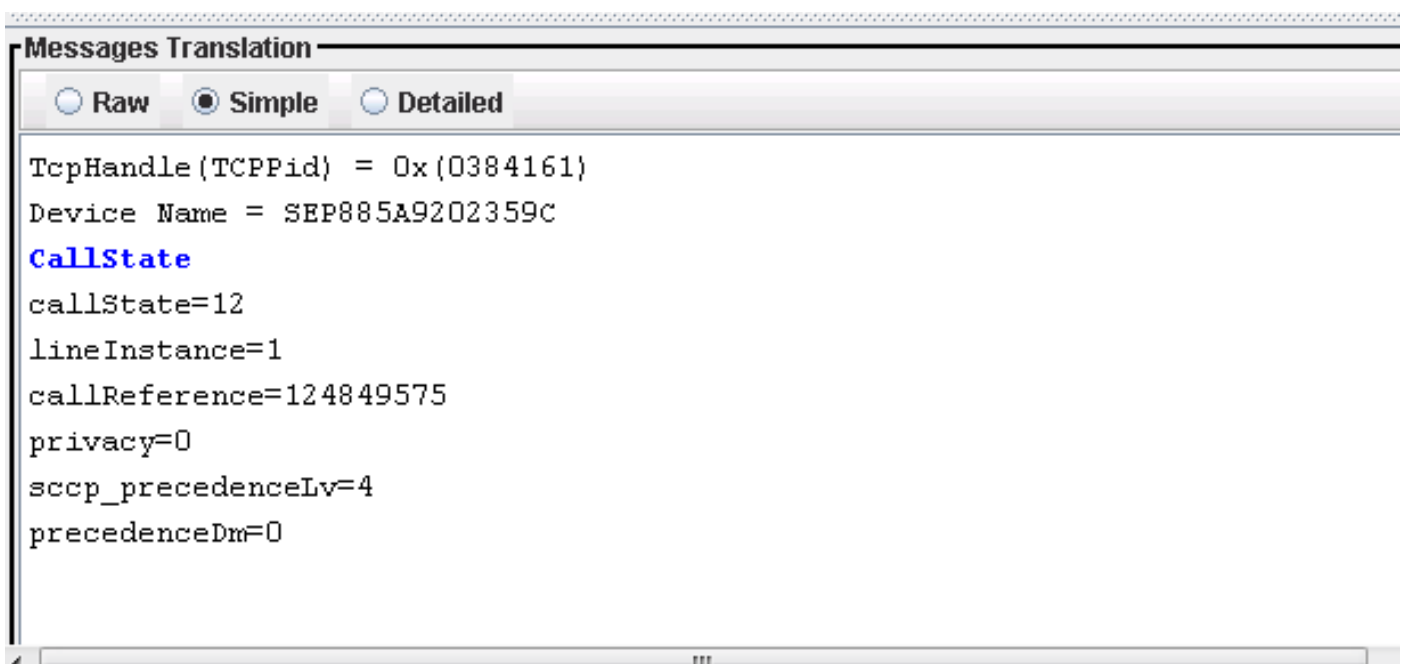 Messages Translation
Raw Simple Detailed
TcpHandle(TCPPid) = 0x(0384161)
Device Name = SEP885A9202359C
CallState
callState=12
lineInstance=1
callReference=124849575
privacy=0
sccp_precedenceLv=4
precedenceDm=0